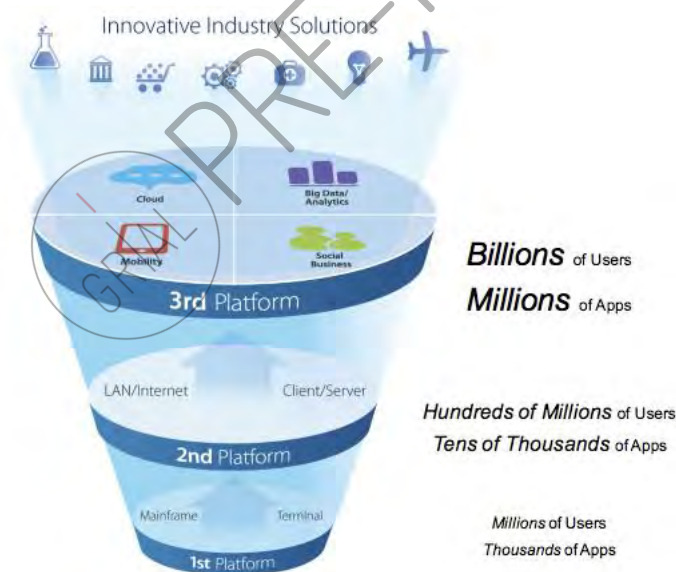 Innovative Industry Solutions
PRE-
Cloud
Big Data/
Analytics
Mobility
Social
Business
GRIAL
3rd Platform
Billions of Users
Millions of Apps
LAN/Internet
Client/Server
Hundreds of Millions of Users
Tens of Thousands of Apps
2nd Platform
Mainframe
Terminal
Millions of Users
Thousands of Apps
1st Platform